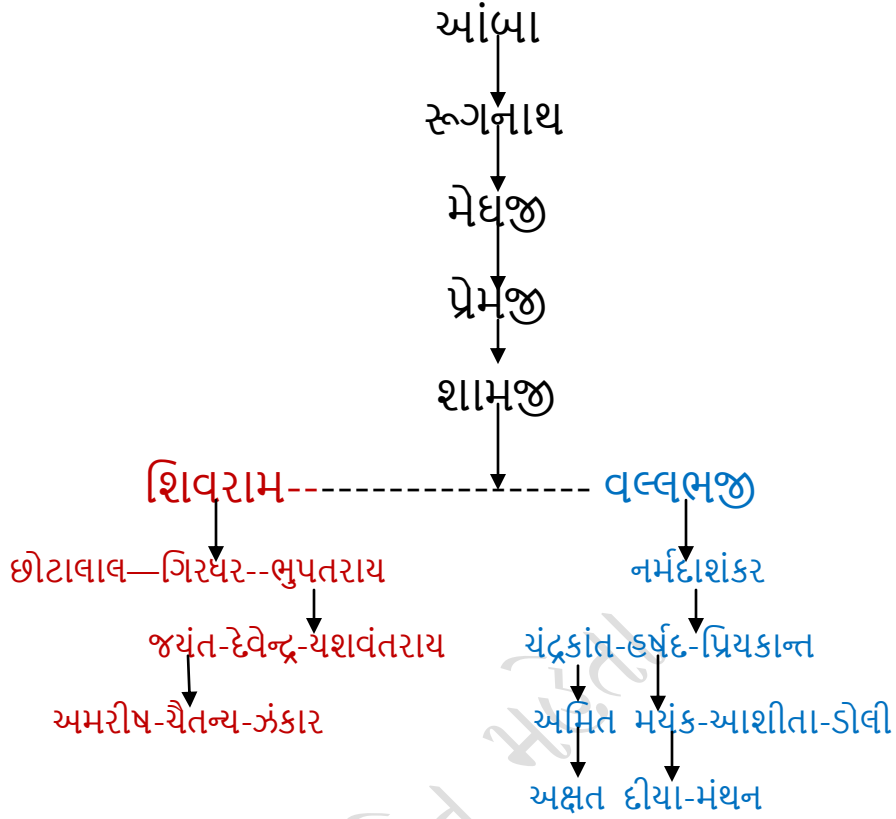 આંબા
રૂગનાથ
મેઘજી
પ્રેમજી
શામજી
શિવરામ--------------------વલ્લભજી
છોટાલાલ—ગિરધર--ભુપતરાય નર્મદાશંકર
જયંત-દેવેન્દ્ર-યશવંતરાય ચંદ્રકાંત-હર્ષદ-પ્રિયકાન્ત
અમરીષ-ચૈતન્ય-ઝંકાર અમિત મયંક-આશીતા-ડોલી
અક્ષત દીયા-મંથન